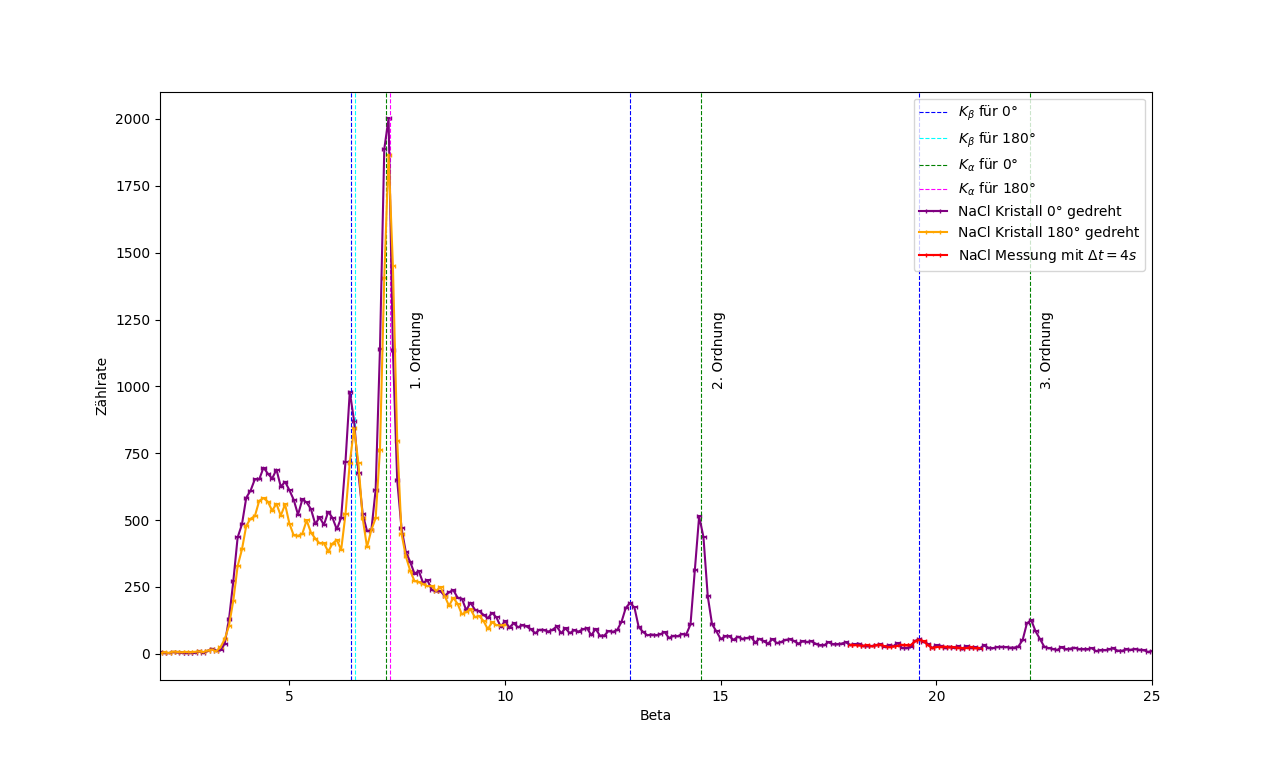 2000
1750
1500
1250
1000
750
500
250
0
Zählrate
5
10
15
20
25
Beta
1. Ordnung
2. Ordnung
3. Ordnung
K_β für 0°
K_β für 180°
K_α für 0°
K_α für 180°
NaCl Kristall 0° gedreht
NaCl Kristall 180° gedreht
NaCl Messung mit Δt = 4s